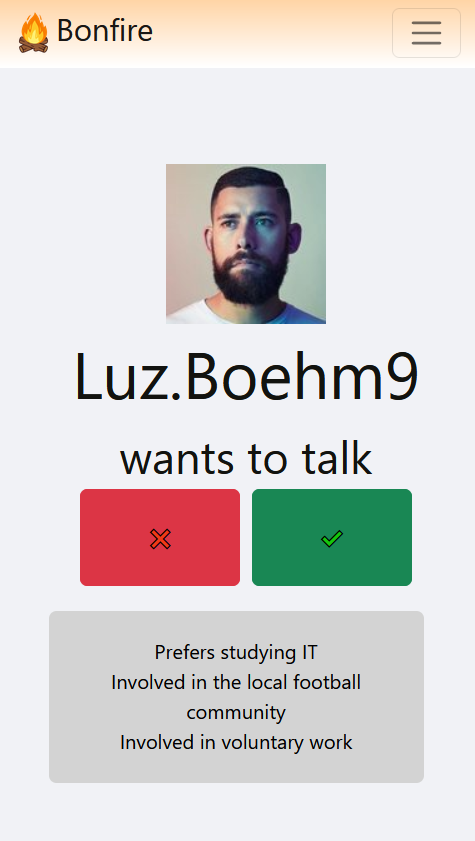 Bonfire
Luz.Boehm9
wants to talk
Prefers studying IT
Involved in the local football
community
Involved in voluntary work